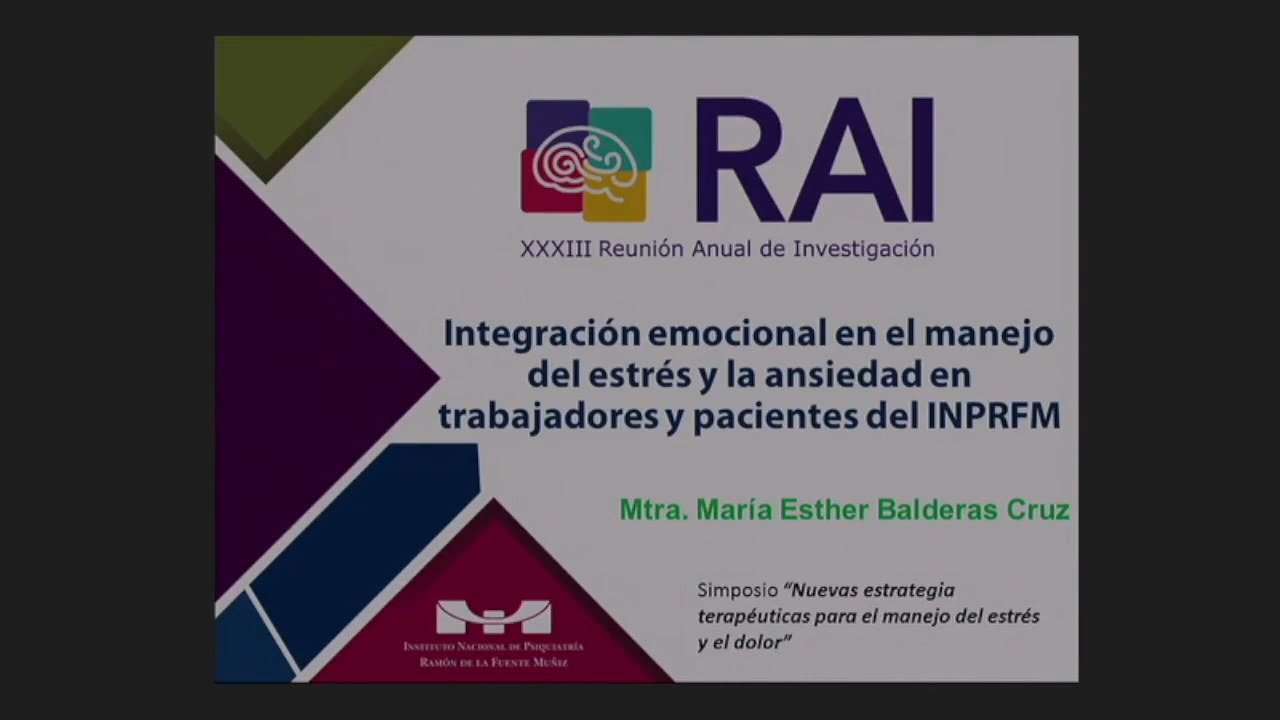 RAI
XXXIII Reunión Anual de Investigación
Integración emocional en el manejo
del estrés y la ansiedad en
trabajadores y pacientes del INPRFM
Mtra. María Esther Balderas Cruz
Simposio “Nuevas estrategia
terapéuticas para el manejo del estrés
y el dolor”
INSTITUTO NACIONAL DE PSIQUIATRÍA
RAMÓN DE LA FUENTE MUÑIZ